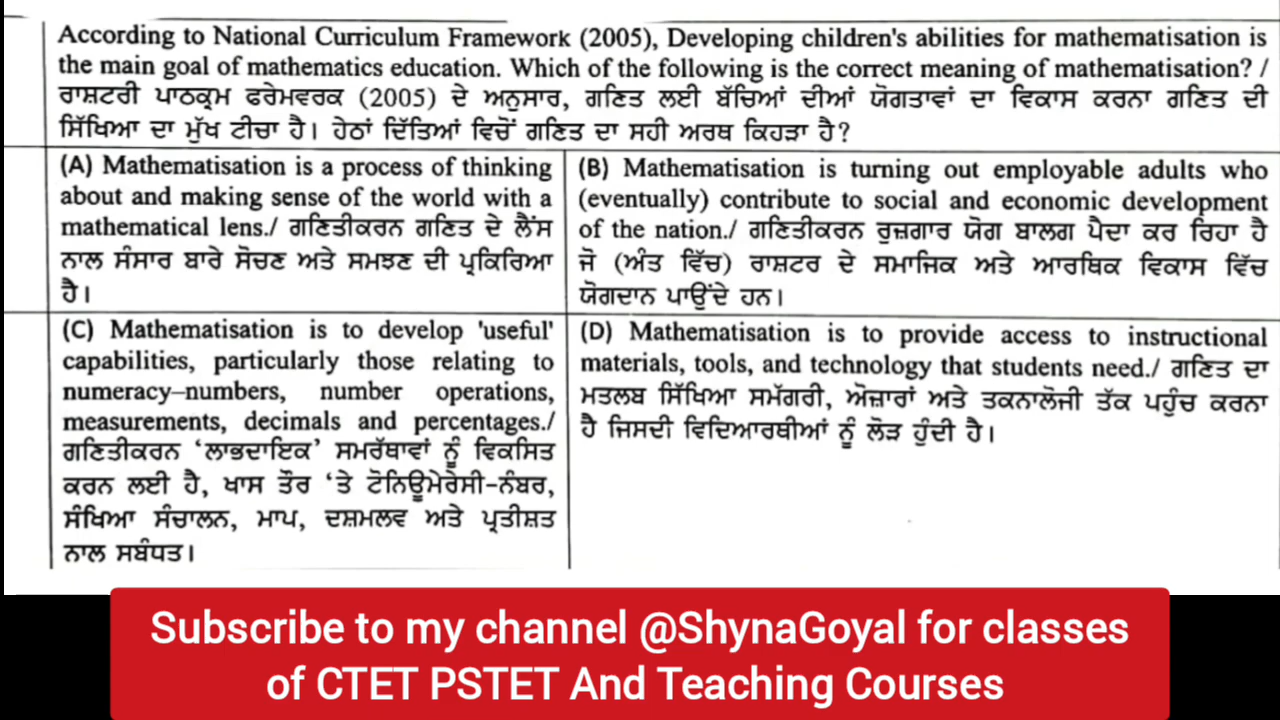 According to National Curriculum Framework (2005), Developing children's abilities for mathematisation is
the main goal of mathematics education. Which of the following is the correct meaning of mathematisation? /
ਰਾਸ਼ਟਰੀ ਪਾਠਕ੍ਰਮ ਫਰੇਮਵਰਕ (2005) ਦੇ ਅਨੁਸਾਰ, ਗਣਿਤ ਲਈ ਬੱਚਿਆਂ ਦੀਆਂ ਯੋਗਤਾਵਾਂ ਦਾ ਵਿਕਾਸ ਕਰਨਾ ਗਣਿਤ ਦੀ
ਸਿੱਖਿਆ ਦਾ ਮੁੱਖ ਟੀਚਾ ਹੈ। ਹੇਠਾਂ ਦਿੱਤਿਆਂ ਵਿਚੋਂ ਗਣਿਤ ਦਾ ਸਹੀ ਅਰਥ ਕਿਹੜਾ ਹੈ?
(A) Mathematisation is a process of thinking
about and making sense of the world with a
mathematical lens./ ਗਣਿਤੀਕਰਨ ਗਣਿਤ ਦੇ ਲੈਂਸ
ਨਾਲ ਸੰਸਾਰ ਬਾਰੇ ਸੋਚਣ ਅਤੇ ਸਮਝਣ ਦੀ ਪ੍ਰਕਿਰਿਆ
ਹੈ।
(B) Mathematisation is turning out employable adults who
(eventually) contribute to social and economic development
of the nation./ ਗਣਿਤੀਕਰਨ ਰੁਜ਼ਗਾਰ ਯੋਗ ਬਾਲਗ ਪੈਦਾ ਕਰ ਰਿਹਾ ਹੈ
ਜੋ (ਅੰਤ ਵਿੱਚ) ਰਾਸ਼ਟਰ ਦੇ ਸਮਾਜਿਕ ਅਤੇ ਆਰਥਿਕ ਵਿਕਾਸ ਵਿੱਚ
ਯੋਗਦਾਨ ਪਾਉਂਦੇ ਹਨ।
(C) Mathematisation is to develop 'useful'
capabilities, particularly those relating to
numeracy–numbers, number operations,
measurements, decimals and percentages./
ਗਣਿਤੀਕਰਨ ‘ਲਾਭਦਾਇਕ’ ਸਮਰੱਥਾਵਾਂ ਨੂੰ ਵਿਕਸਿਤ
ਕਰਨ ਲਈ ਹੈ, ਖਾਸ ਤੌਰ ‘ਤੇ ਟੋਨਿਊਮੇਰੇਸੀ-ਨੰਬਰ,
ਸੰਖਿਆ ਸੰਚਾਲਨ, ਮਾਪ, ਦਸ਼ਮਲਵ ਅਤੇ ਪ੍ਰਤੀਸ਼ਤ
ਨਾਲ ਸਬੰਧਤ।
(D) Mathematisation is to provide access to instructional
materials, tools, and technology that students need./ ਗਣਿਤ ਦਾ
ਮਤਲਬ ਸਿੱਖਿਆ ਸਮੱਗਰੀ, ਔਜ਼ਾਰਾਂ ਅਤੇ ਤਕਨਾਲੋਜੀ ਤੱਕ ਪਹੁੰਚ ਕਰਨਾ
ਹੈ ਜਿਸਦੀ ਵਿਦਿਆਰਥੀਆਂ ਨੂੰ ਲੋੜ ਹੁੰਦੀ ਹੈ।
Subscribe to my channel @ShynaGoyal for classes
of CTET PSTET And Teaching Courses